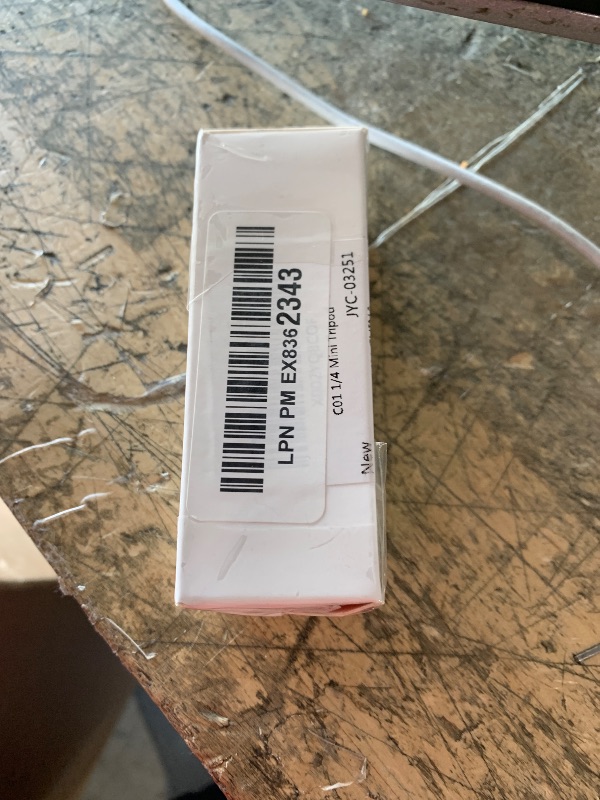 LPN PM EX8362343
C01 1/4 Mini Tripod
JYC-03251
New